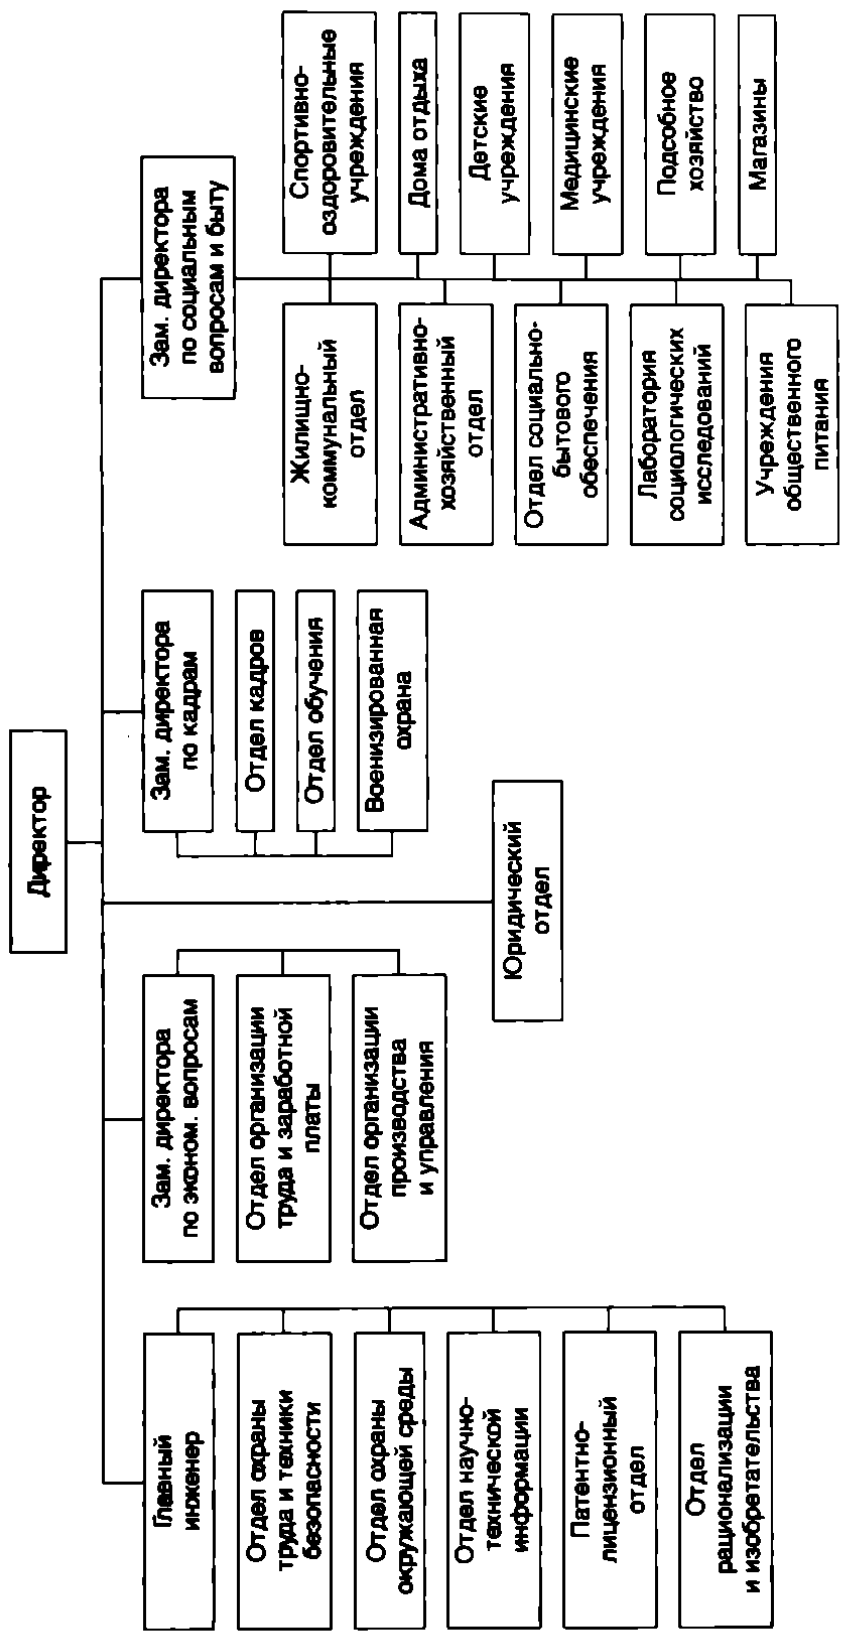 Директор
Главный
инженер
Отдел охраны
труда и техники
безопасности
Отдел охраны
окружающей среды
Отдел научно-
технической
информации
Патентно-
лицензионный
отдел
Отдел
рационализации
и изобретательства
Зам. директора
по эконом. вопросам
Отдел организации
труда и заработной
платы
Отдел организации
производства
и управления
Юридический
отдел
Зам. директора
по кадрам
Отдел кадров
Отдел обучения
Военизированная
охрана
Зам. директора
по социальным
вопросам и быту
Жилищно-
коммунальный
отдел
Административно-
хозяйственный
отдел
Отдел социально-
бытового
обеспечения
Лаборатория
социологических
исследований
Учреждения
общественного
питания
Спортивно-
оздоровительные
учреждения
Дома отдыха
Детские
учреждения
Медицинские
учреждения
Подсобное
хозяйство
Магазины